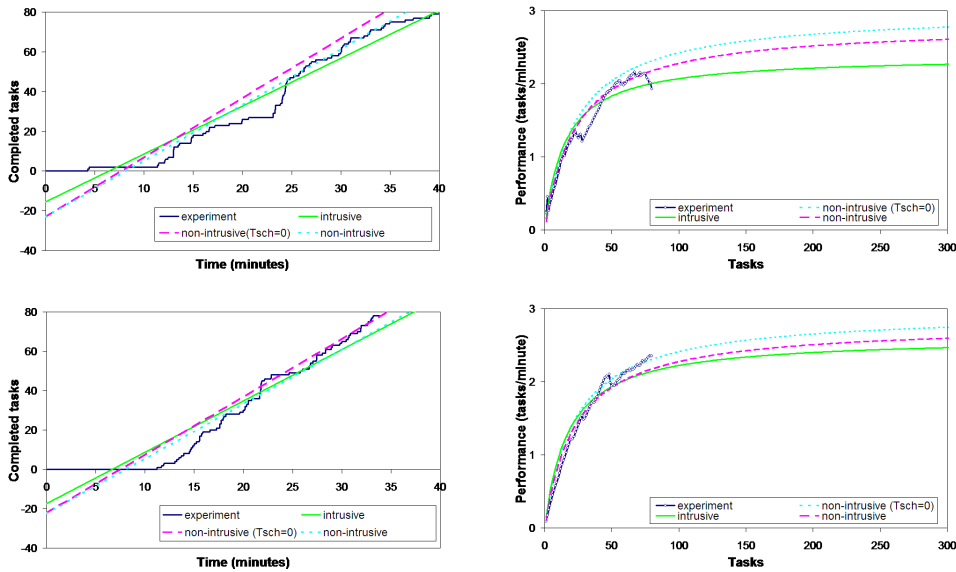 80
60
40
20
0
-20
-40
Completed tasks
0 5 10 15 20 25 30 35 40
experiment intrusive
non-intrusive(Tsch=0) non-intrusive
Time (minutes)
3
2
1
0
Performance (tasks/minute)
experiment non-intrusive (Tsch=0)
intrusive non-intrusive
0 50 100 150 200 250 300
Tasks
80
60
40
20
0
-20
-40
Completed tasks
0 5 10 15 20 25 30 35 40
experiment intrusive
non-intrusive (Tsch=0) non-intrusive
Time (minutes)
3
2
1
0
Performance (tasks/minute)
experiment non-intrusive (Tsch=0)
intrusive non-intrusive
0 50 100 150 200 250 300
Tasks